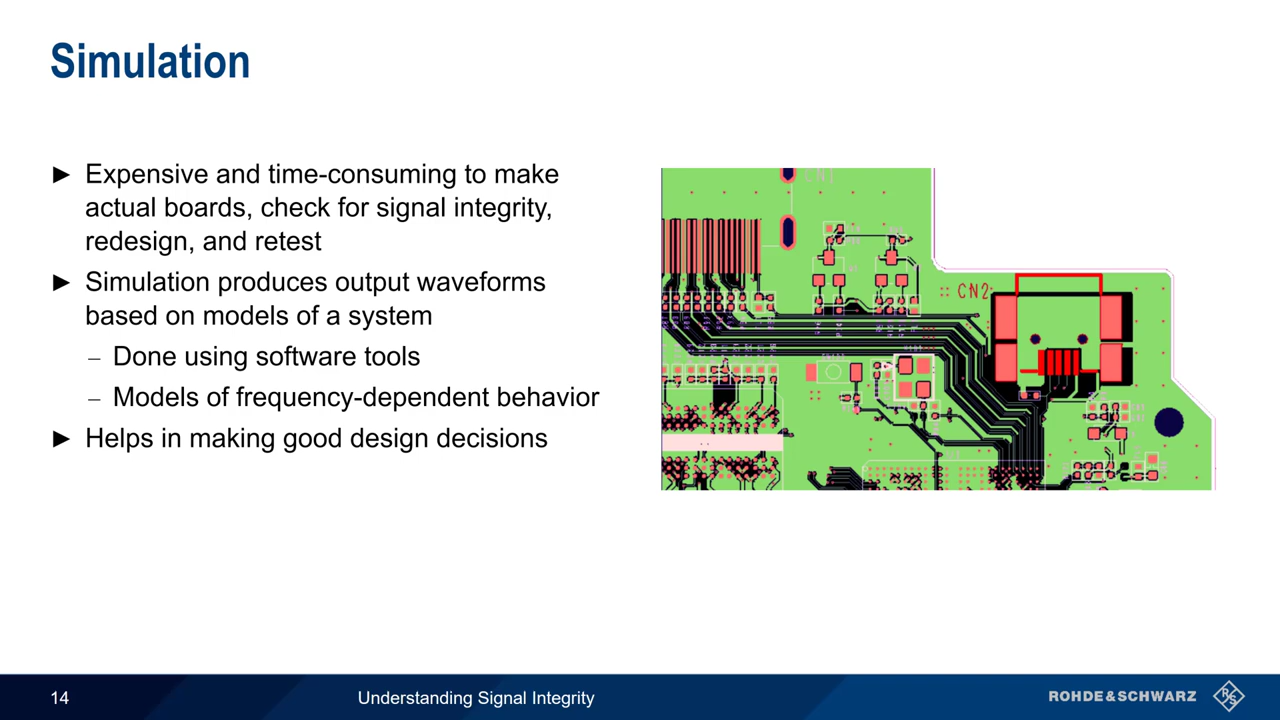 Simulation
► Expensive and time-consuming to make
actual boards, check for signal integrity,
redesign, and retest
► Simulation produces output waveforms
based on models of a system
– Done using software tools
– Models of frequency-dependent behavior
► Helps in making good design decisions
CN1
CN2
14
Understanding Signal Integrity
ROHDE & SCHWARZ
R S